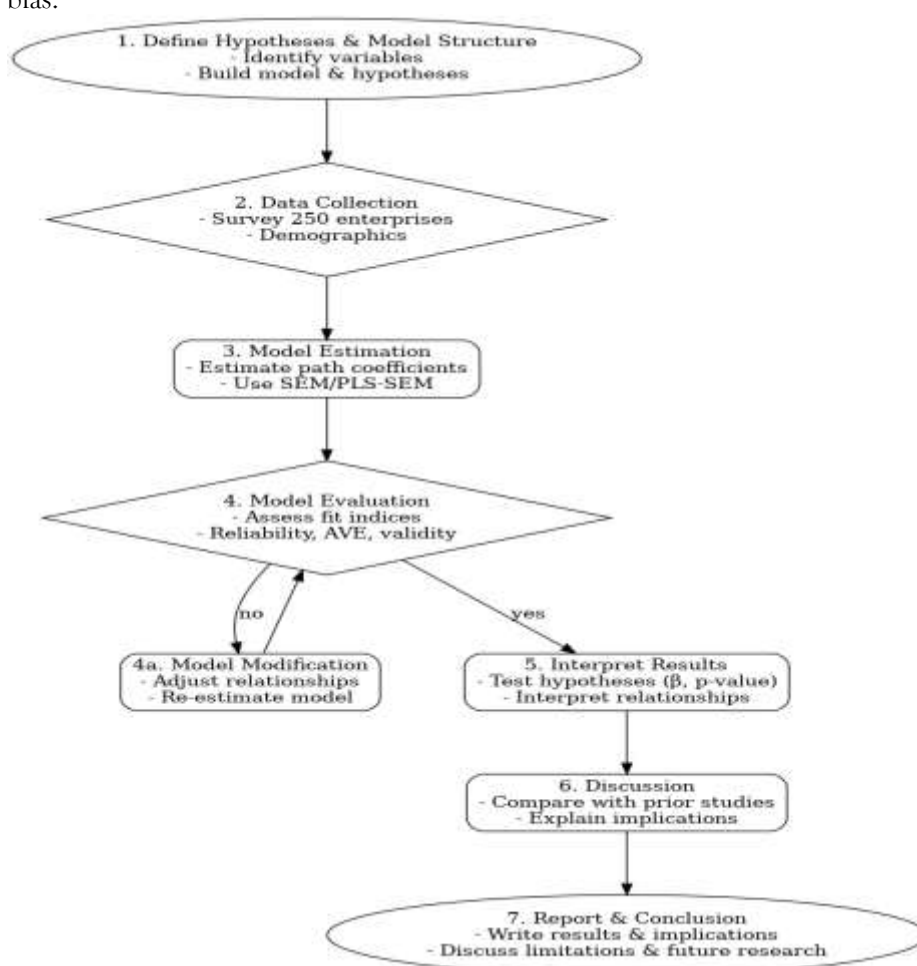 bias.
1. Define Hypotheses & Model Structure
- Identify variables
- Build model & hypotheses
2. Data Collection
- Survey 250 enterprises
- Demographics
3. Model Estimation
- Estimate path coefficients
- Use SEM/PLS-SEM
4. Model Evaluation
- Assess fit indices
- Reliability, AVE, validity
no
yes
4a. Model Modification
- Adjust relationships
- Re-estimate model
5. Interpret Results
- Test hypotheses (β, p-value)
- Interpret relationships
6. Discussion
- Compare with prior studies
- Explain implications
7. Report & Conclusion
- Write results & implications
- Discuss limitations & future research